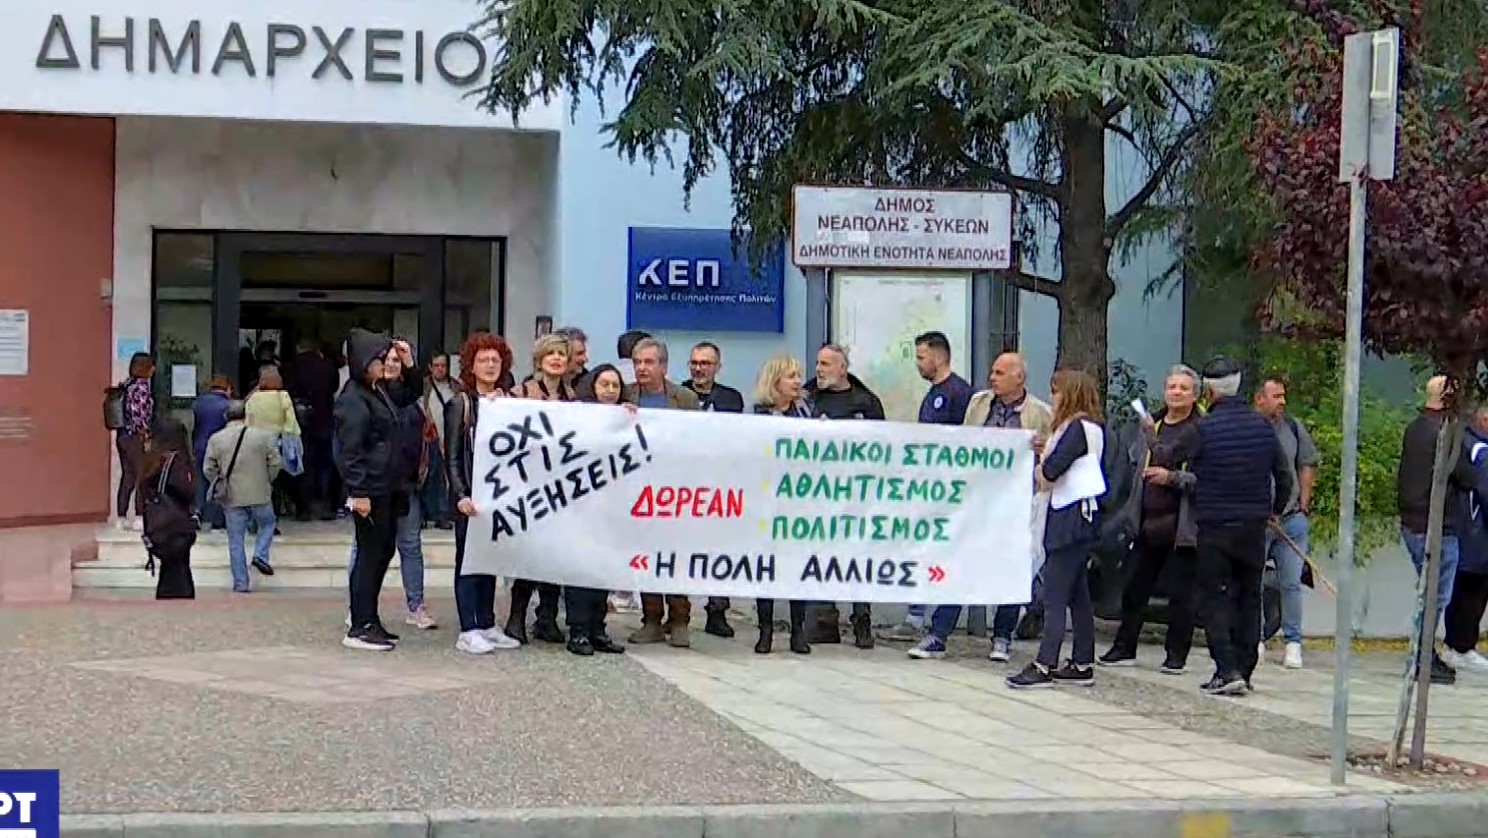 ΔΗΜΑΡΧΕΙΟ
ΔΗΜΟΣ
ΝΕΑΠΟΛΗΣ - ΣΥΚΕΩΝ
ΔΗΜΟΤΙΚΗ ΕΝΟΤΗΤΑ ΝΕΑΠΟΛΗΣ
ΚΕΠ
Κέντρα Εξυπηρέτησης Πολιτών
ΟΧΙ
ΣΤΙΣ
ΑΥΞΗΣΕΙΣ!
ΔΩΡΕΑΝ
ΠΑΙΔΙΚΟΙ ΣΤΑΘΜΟΙ
ΑΘΛΗΤΙΣΜΟΣ
ΠΟΛΙΤΙΣΜΟΣ
«Η ΠΟΛΗ ΑΛΛΙΩΣ»
ΡΤ